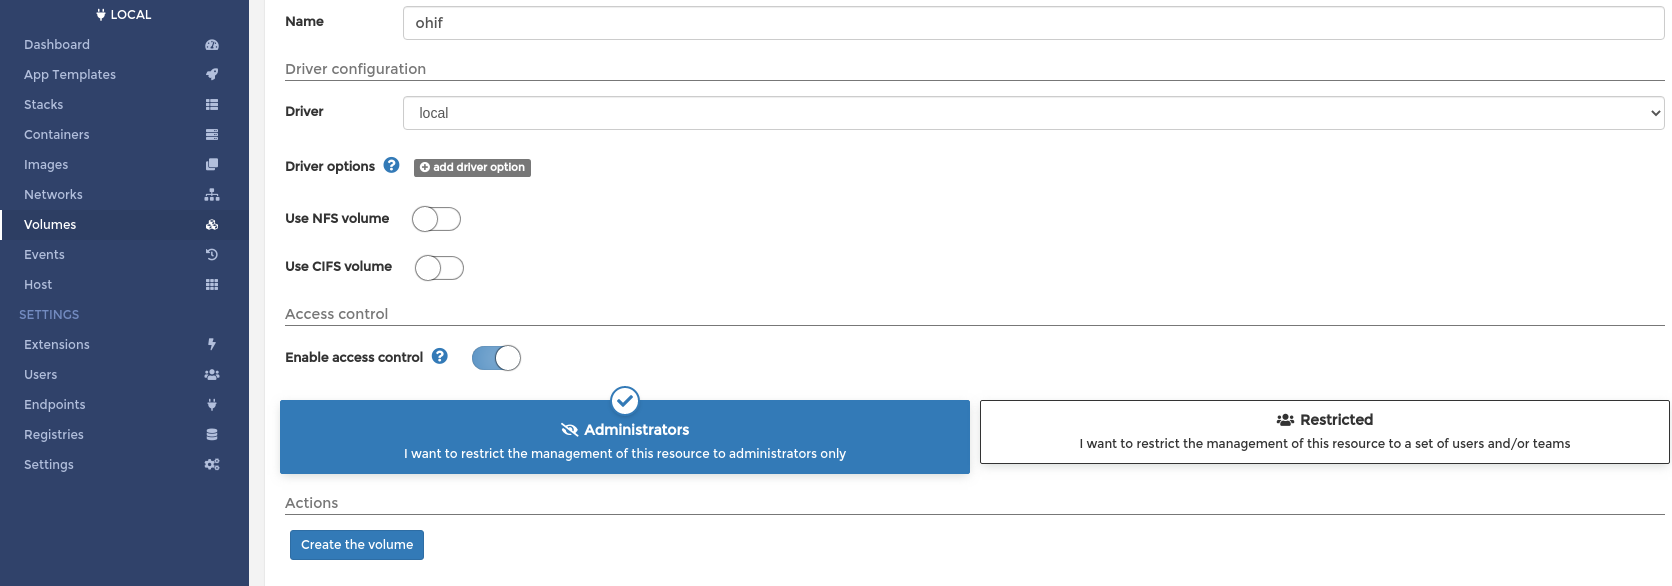 LOCAL
Dashboard
App Templates
Stacks
Containers
Images
Networks
Volumes
Events
Host
SETTINGS
Extensions
Users
Endpoints
Registries
Settings
Name
ohif
Driver configuration
Driver
local
Driver options ? add driver option
Use NFS volume
Use CIFS volume
Access control
Enable access control ?
Administrators
I want to restrict the management of this resource to administrators only
Restricted
I want to restrict the management of this resource to a set of users and/or teams
Actions
Create the volume